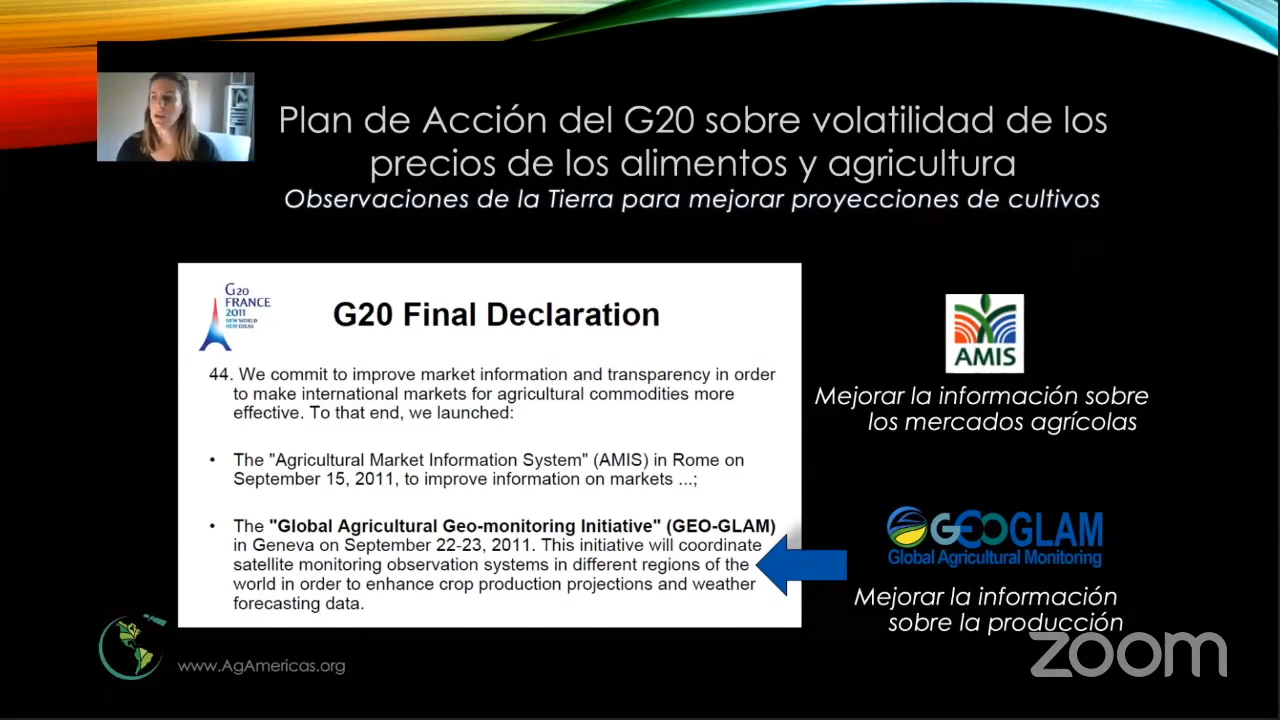 Plan de Acción del G20 sobre volatilidad de los
precios de los alimentos y agricultura
Observaciones de la Tierra para mejorar proyecciones de cultivos
G20
FRANCE
2011
NEW WORLD
NEW IDEAS
G20 Final Declaration
44. We commit to improve market information and transparency in order
to make international markets for agricultural commodities more
effective. To that end, we launched:
• The "Agricultural Market Information System" (AMIS) in Rome on
September 15, 2011, to improve information on markets ...;
• The "Global Agricultural Geo-monitoring Initiative" (GEO-GLAM)
in Geneva on September 22-23, 2011. This initiative will coordinate
satellite monitoring observation systems in different regions of the
world in order to enhance crop production projections and weather
forecasting data.
AMIS
Mejorar la información sobre
los mercados agrícolas
GEOGLAM
Global Agricultural Monitoring
Mejorar la información
sobre la producción
www.AgAmericas.org
zoom